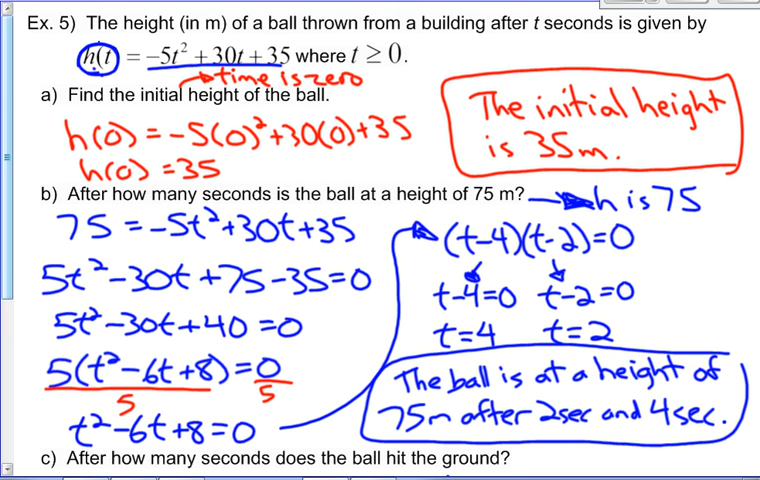 Ex. 5) The height (in m) of a ball thrown from a building after t seconds is given by
h(t) = −5t² + 30t + 35 where t ≥ 0.
time is zero
a) Find the initial height of the ball.
h(0) = −5(0)² + 30(0) + 35
h(0) = 35
The initial height
is 35m.
b) After how many seconds is the ball at a height of 75 m? → h is 75
75 = −5t² + 30t + 35
5t² − 30t + 75 − 35 = 0
5t² − 30t + 40 = 0
5(t² − 6t + 8) = 0
5 5
t² − 6t + 8 = 0
(t−4)(t−2) = 0
t−4=0 t−2=0
t=4 t=2
The ball is at a height of
75m after 2sec and 4sec.
c) After how many seconds does the ball hit the ground?